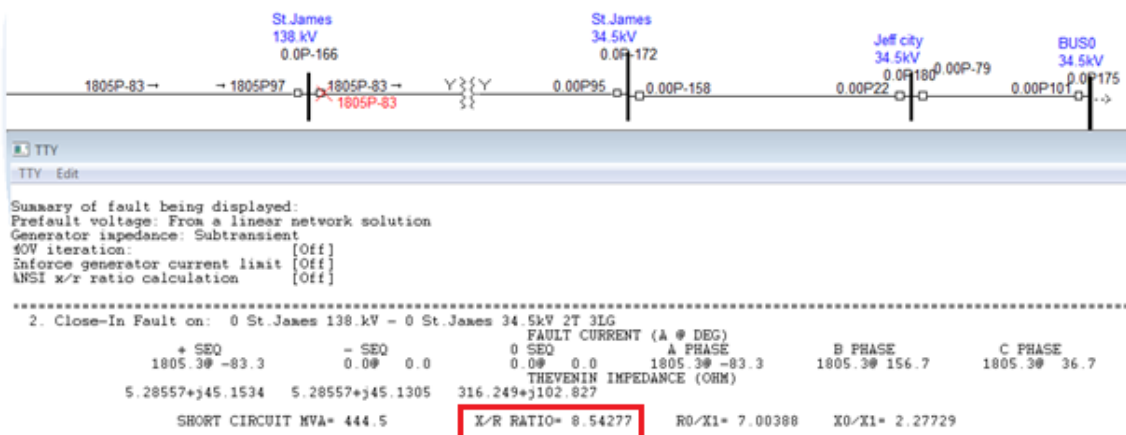 St.James
138.kV
0.0P-166
St.James
34.5kV
0.0P-172
Jeff city
34.5kV
0.0P180
0.00P-79
BUS0
34.5kV
0.0P175
1805P-83→
→ 1805P97
1805P-83→
1805P-83
Y
Y
0.00P95
0.00P-158
0.00P22
0.00P101
TTY
TTY Edit
Summary of fault being displayed:
Prefault voltage: From a linear network solution
Generator impedance: Subtransient
MOV iteration: [Off]
Enforce generator current limit [Off]
ANSI x/r ratio calculation [Off]
2. Close-In Fault on: 0 St.James 138.kV - 0 St.James 34.5kV 2T 3LG
FAULT CURRENT (A @ DEG)
+ SEQ - SEQ 0 SEQ A PHASE B PHASE C PHASE
1805.3@ -83.3 0.0@ 0.0 0.0@ 0.0 1805.3@ -83.3 1805.3@ 156.7 1805.3@ 36.7
THEVENIN IMPEDANCE (OHM)
5.28557+j45.1534 5.28557+j45.1305 316.249+j102.827
SHORT CIRCUIT MVA= 444.5 X/R RATIO= 8.54277 R0/X1= 7.00388 X0/X1= 2.27729